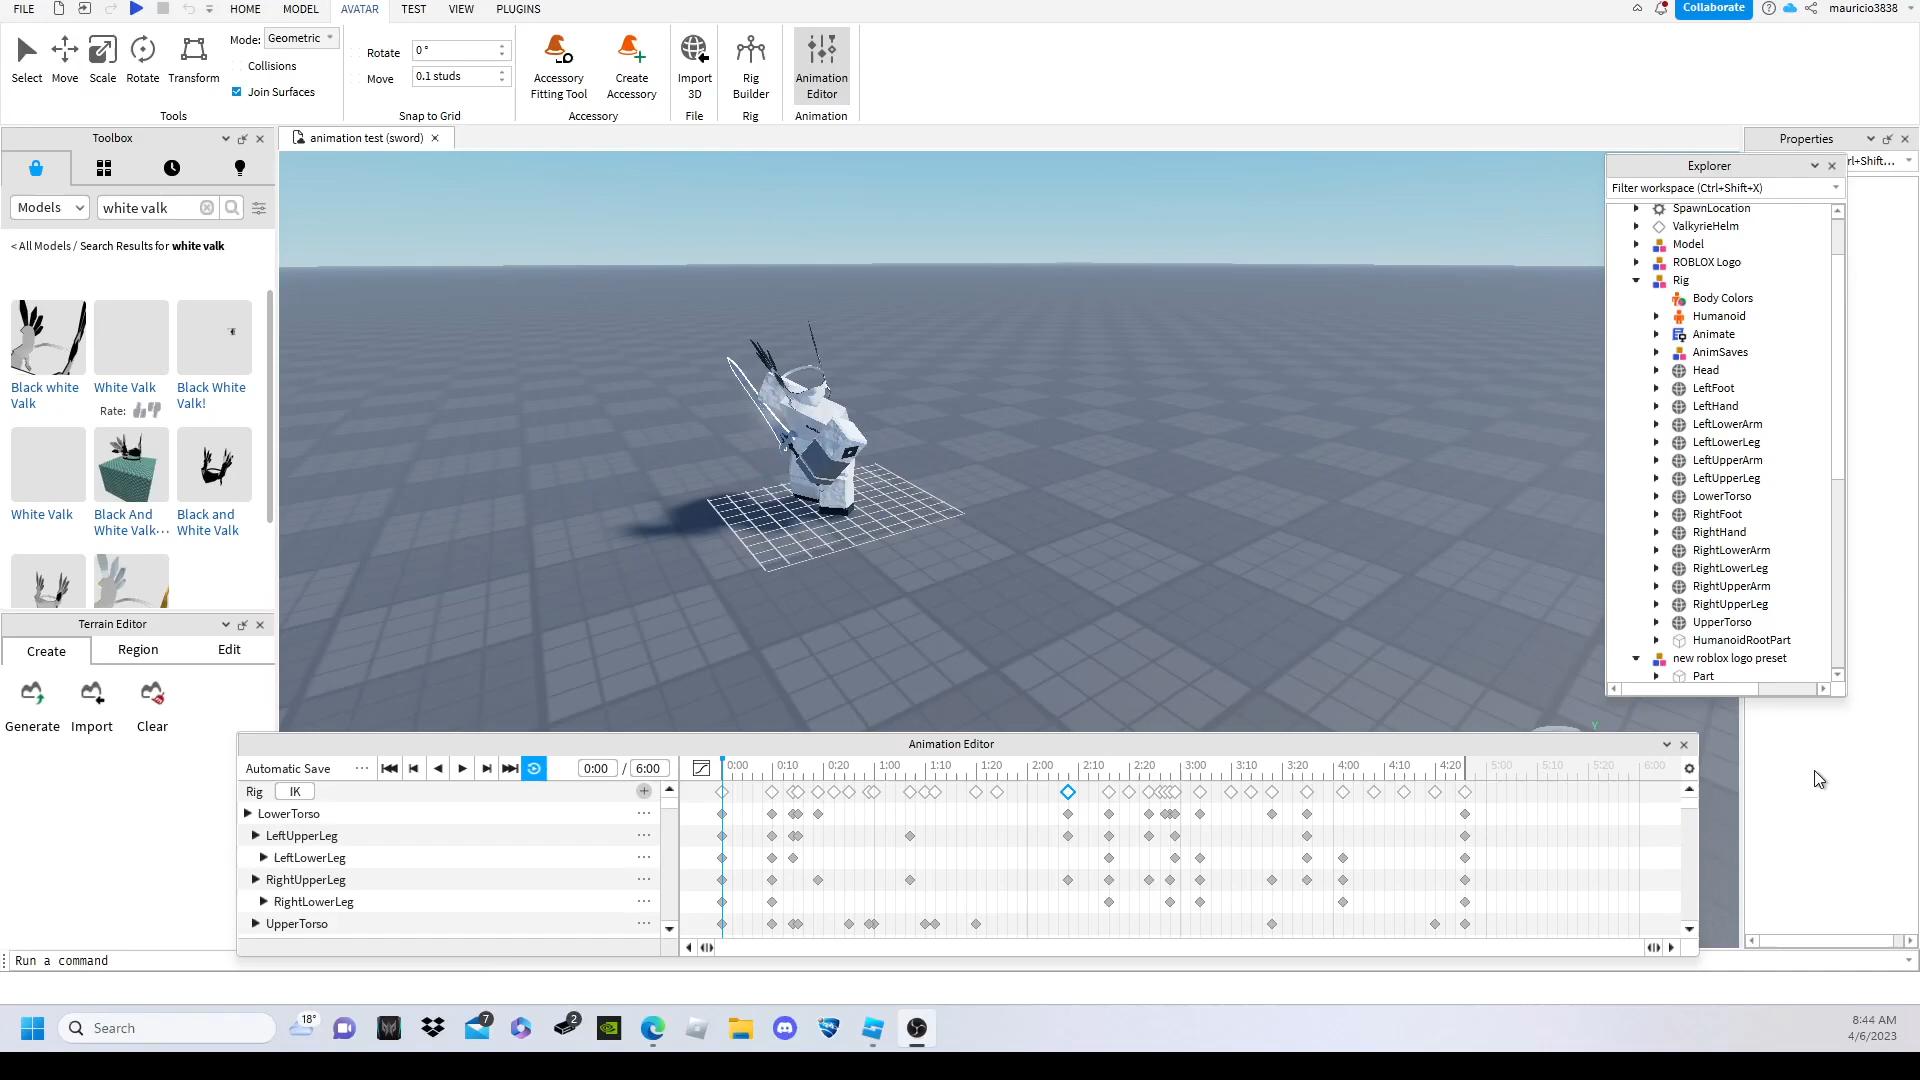 FILE HOME MODEL AVATAR TEST VIEW PLUGINS Collaborate mauricio3838
Select Move Scale Rotate Transform
Mode: Geometric
Collisions
Join Surfaces
Tools
Rotate 0 °
Move 0.1 studs
Snap to Grid
Accessory Fitting Tool
Create Accessory
Accessory
Import 3D
File
Rig Builder
Rig
Animation Editor
Animation
Toolbox
Models white valk
< All Models / Search Results for white valk
Black white Valk
White Valk
Rate:
Black White Valk!
White Valk
Black And White Valk···
Black and White Valk
Terrain Editor
Create Region Edit
Generate Import Clear
animation test (sword)
Properties
rl+Shift...
Explorer
Filter workspace (Ctrl+Shift+X)
SpawnLocation
ValkyrieHelm
Model
ROBLOX Logo
Rig
Body Colors
Humanoid
Animate
AnimSaves
Head
LeftFoot
LeftHand
LeftLowerArm
LeftLowerLeg
LeftUpperArm
LeftUpperLeg
LowerTorso
RightFoot
RightHand
RightLowerArm
RightLowerLeg
RightUpperArm
RightUpperLeg
UpperTorso
HumanoidRootPart
new roblox logo preset
Part
Y
Animation Editor
Automatic Save ··· 0:00 / 6:00
0:00 0:10 0:20 1:00 1:10 1:20 2:00 2:10 2:20 3:00 3:10 3:20 4:00 4:10 4:20 5:00 5:10 5:20 6:00
Rig IK
LowerTorso ···
LeftUpperLeg ···
LeftLowerLeg ···
RightUpperLeg ···
RightLowerLeg ···
UpperTorso ···
Run a command
Search
18°
7
2
8:44 AM
4/6/2023